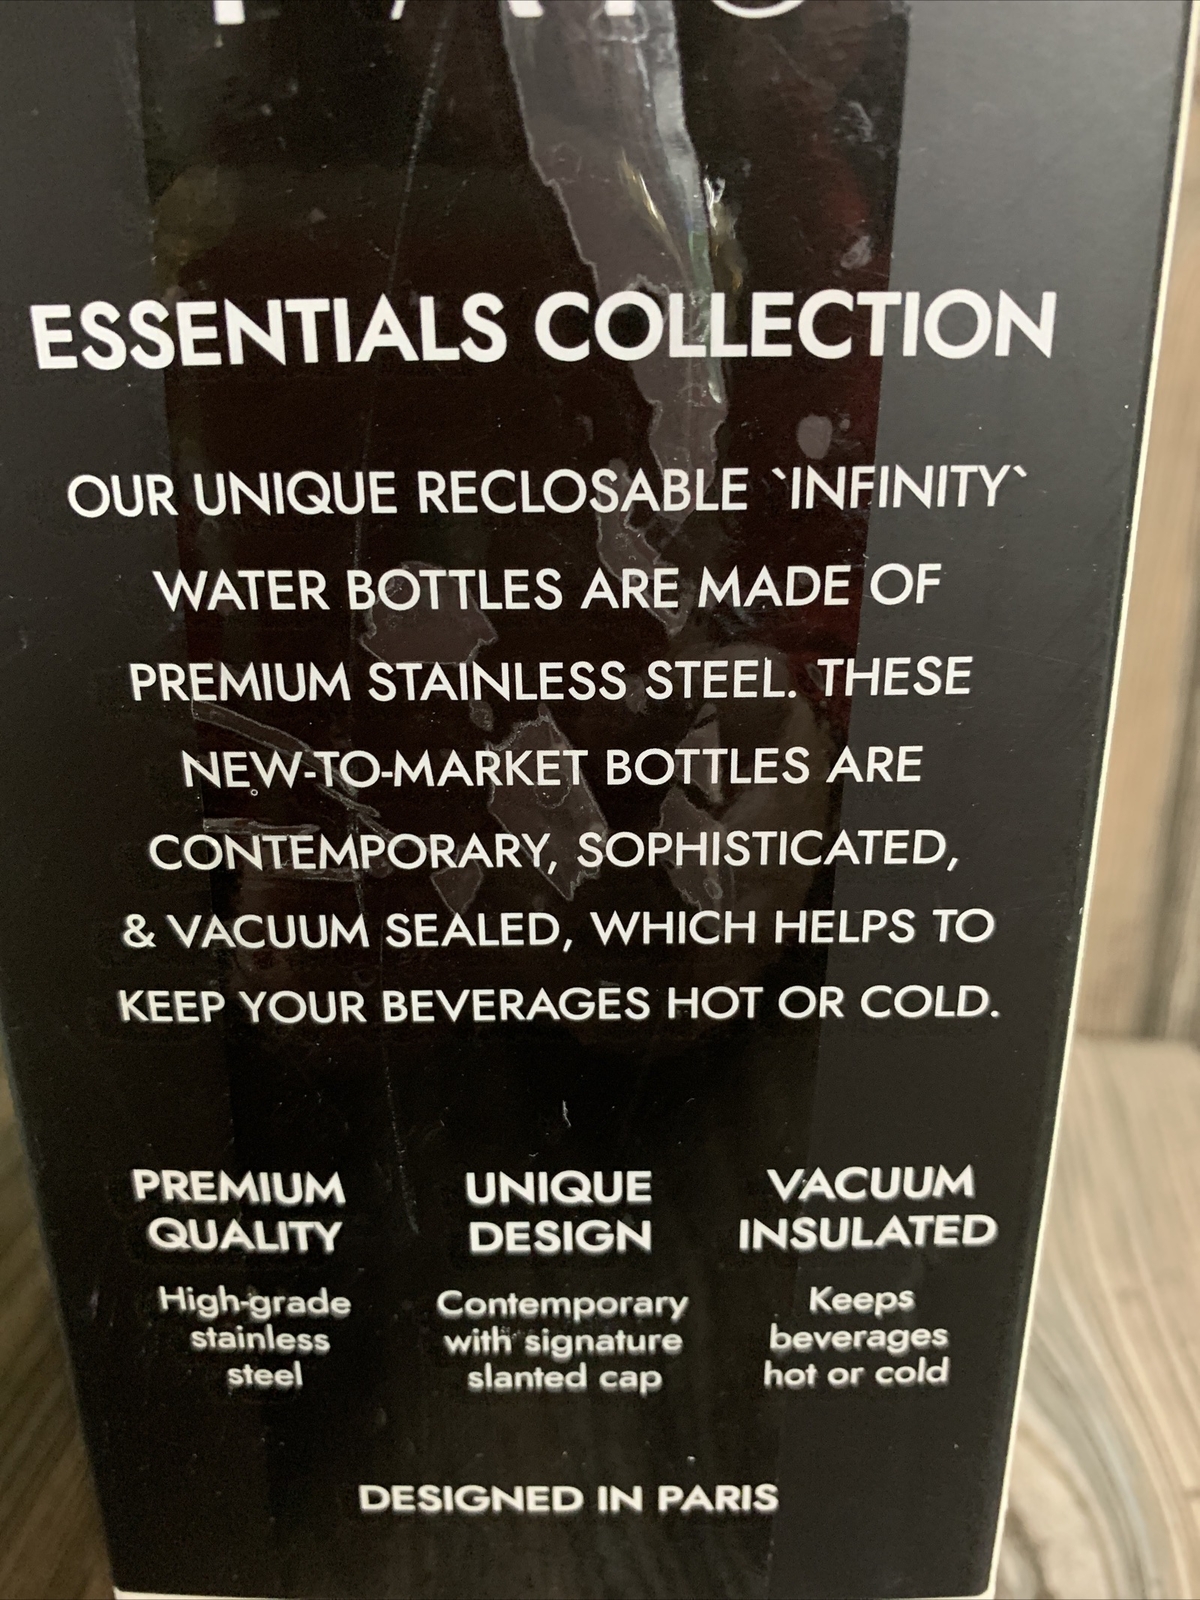 ESSENTIALS COLLECTION
OUR UNIQUE RECLOSABLE `INFINITY`
WATER BOTTLES ARE MADE OF
PREMIUM STAINLESS STEEL. THESE
NEW-TO-MARKET BOTTLES ARE
CONTEMPORARY, SOPHISTICATED,
& VACUUM SEALED, WHICH HELPS TO
KEEP YOUR BEVERAGES HOT OR COLD.
PREMIUM
QUALITY
High-grade
stainless
steel
UNIQUE
DESIGN
Contemporary
with signature
slanted cap
VACUUM
INSULATED
Keeps
beverages
hot or cold
DESIGNED IN PARIS